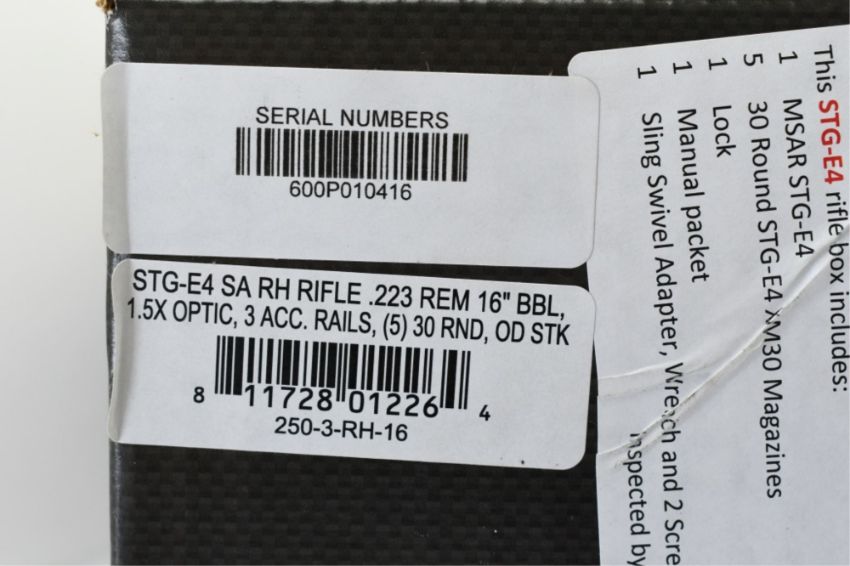 SERIAL NUMBERS
600P010416
STG-E4 SA RH RIFLE .223 REM 16" BBL,
1.5X OPTIC, 3 ACC. RAILS, (5) 30 RND, OD STK
8 11728 01226 4
250-3-RH-16
This STG-E4 rifle box includes:
1 MSAR STG-E4
5 30 Round STG-E4 XM30 Magazines
1 Lock
1 Manual packet
1 Sling Swivel Adapter, Wrench and 2 Scre
Inspected by